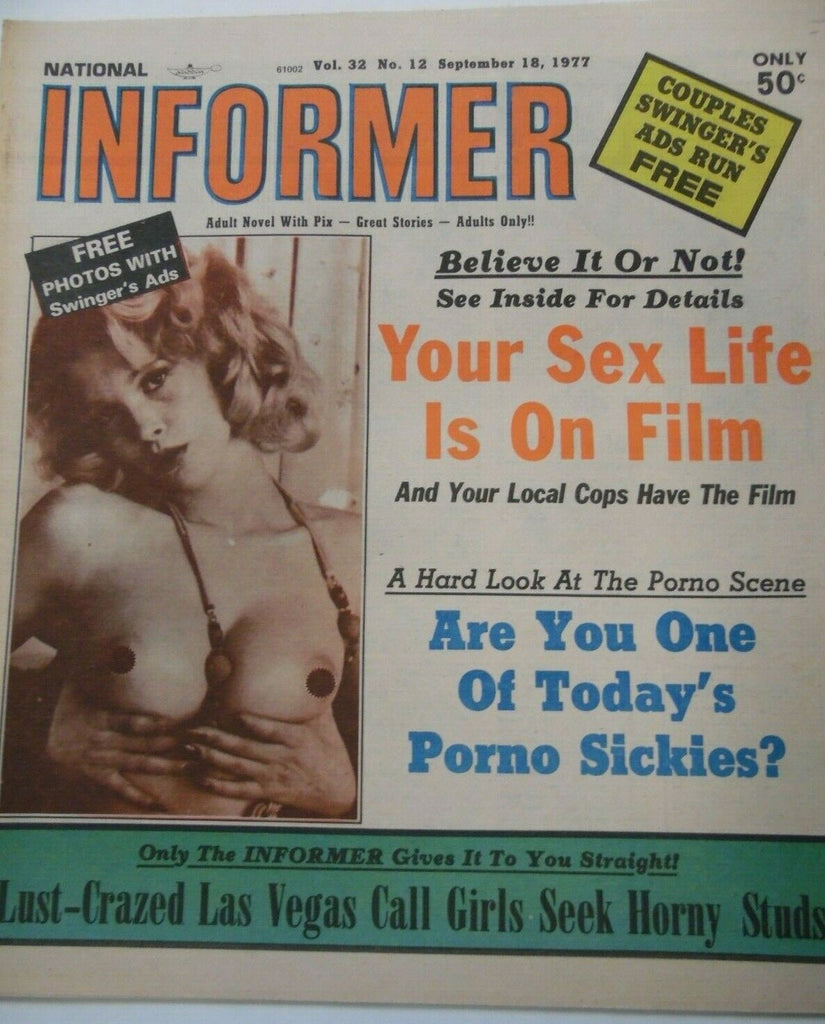 NATIONAL
61002 Vol. 32 No. 12 September 18, 1977
ONLY
50¢
INFORMER
COUPLES
SWINGER'S
ADS RUN
FREE
Adult Novel With Pix — Great Stories — Adults Only!!
FREE
PHOTOS WITH
Swinger's Ads
Believe It Or Not!
See Inside For Details
Your Sex Life
Is On Film
And Your Local Cops Have The Film
A Hard Look At The Porno Scene
Are You One
Of Today's
Porno Sickies?
Only The INFORMER Gives It To You Straight!
Lust-Crazed Las Vegas Call Girls Seek Horny Studs